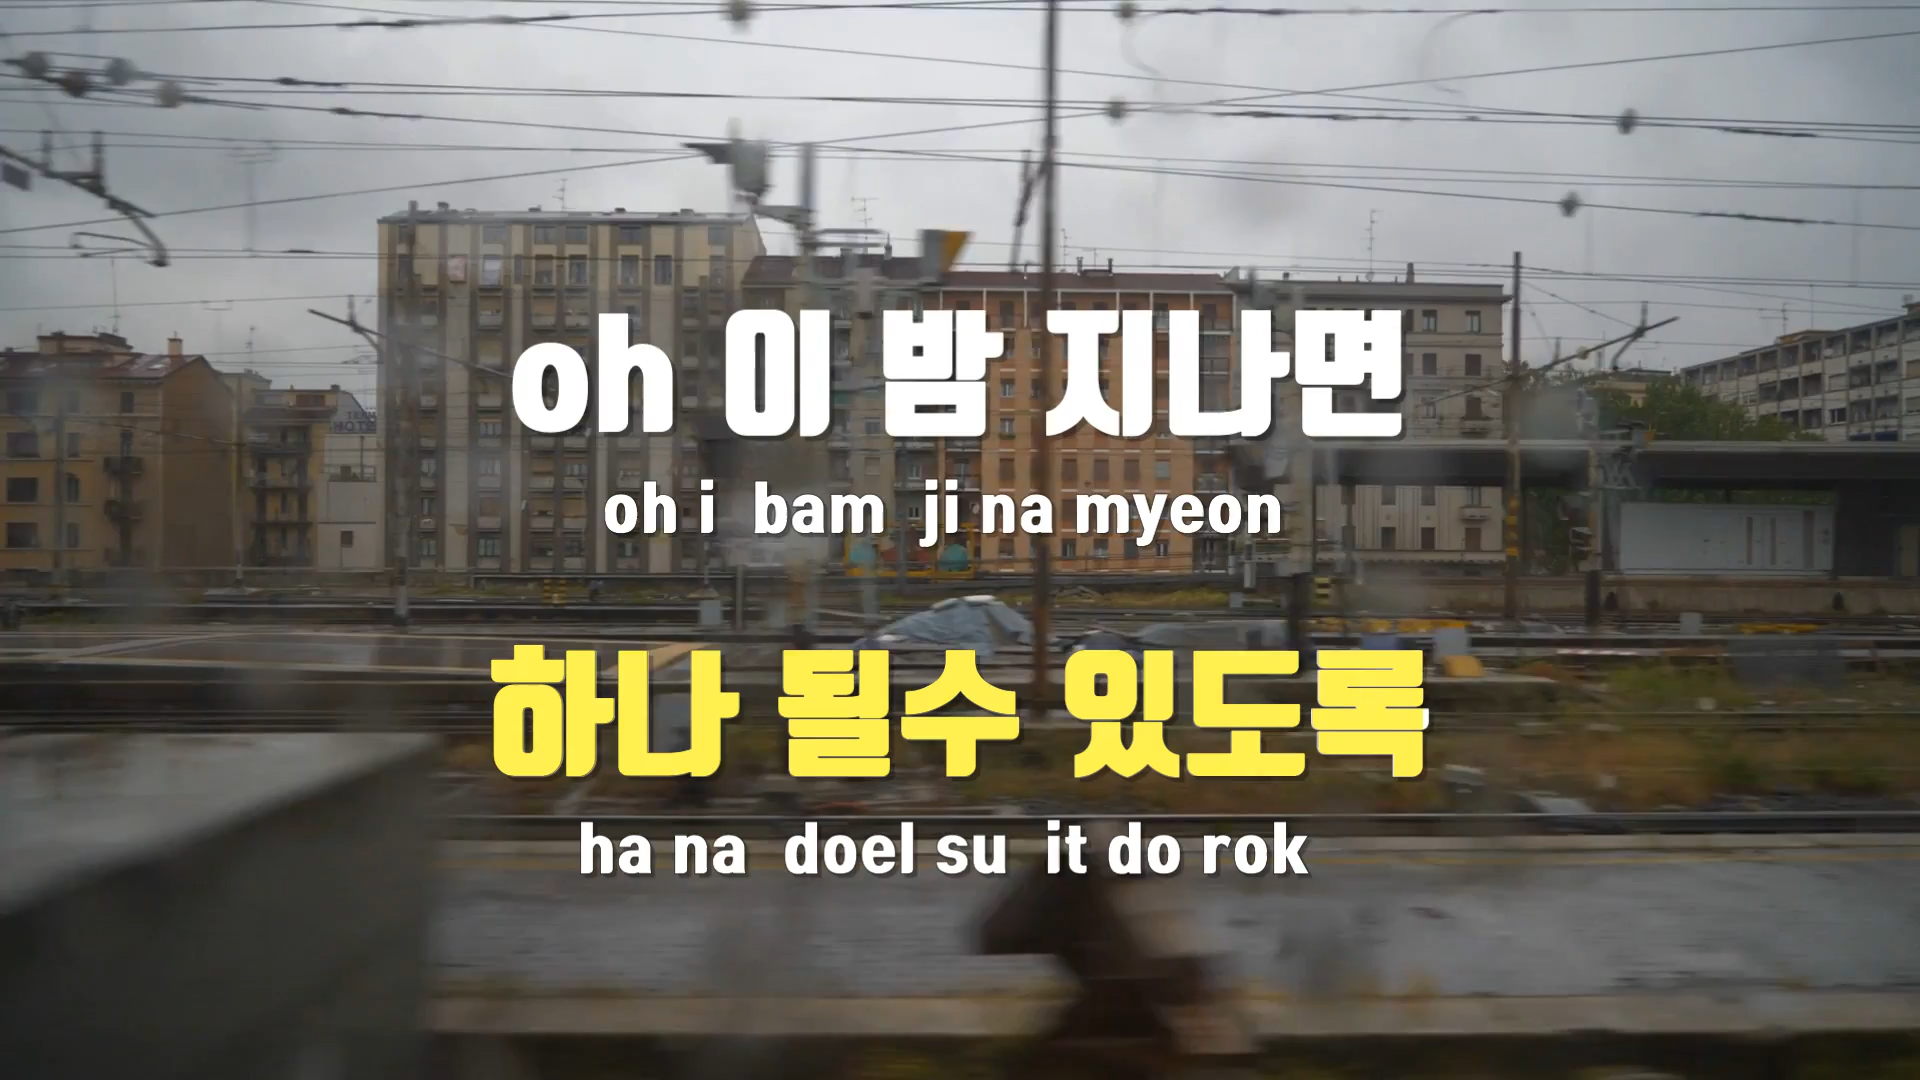 oh 이 밤 지나면
oh i bam ji na myeon
하나 될수 있도록
ha na doel su it do rok